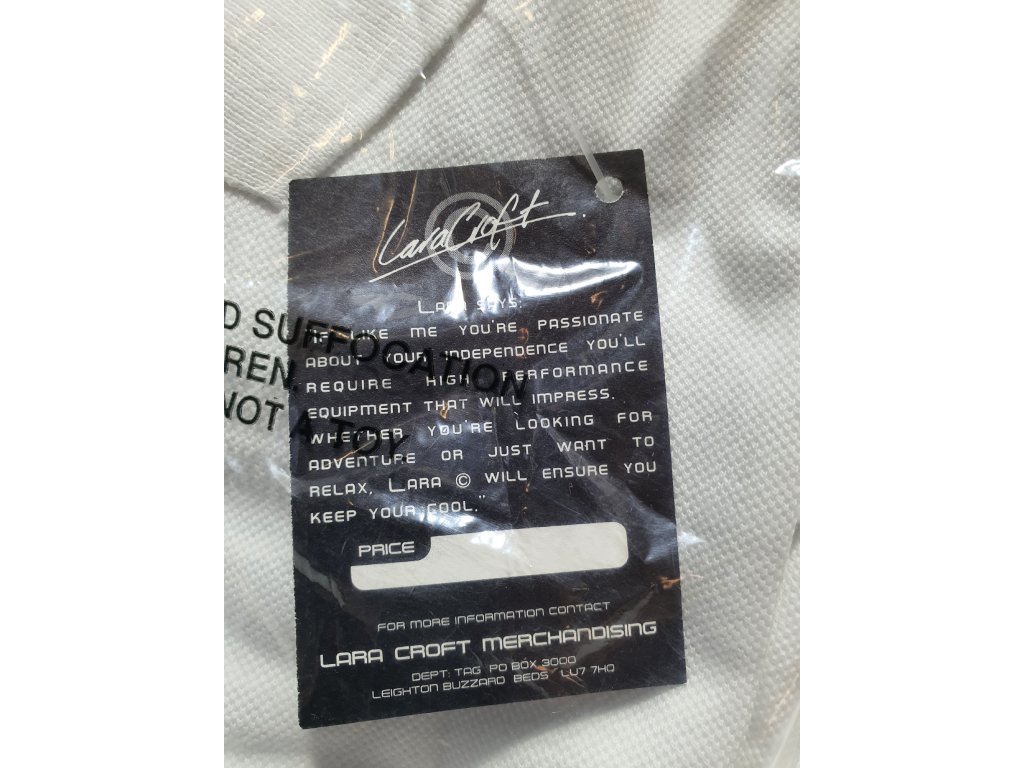 Lara Croft
LARA SAYS:
"IF LIKE ME YOU'RE PASSIONATE
ABOUT YOUR INDEPENDENCE YOU'LL
REQUIRE HIGH PERFORMANCE
EQUIPMENT THAT WILL IMPRESS.
WHETHER YOU'RE LOOKING FOR
ADVENTURE OR JUST WANT TO
RELAX, LARA © WILL ENSURE YOU
KEEP YOUR COOL."
PRICE
FOR MORE INFORMATION CONTACT
LARA CROFT MERCHANDISING
DEPT: TAG PO BOX 3000
LEIGHTON BUZZARD BEDS LU7 7HQ
D SUFFOCATION
REN.
NOT A TOY